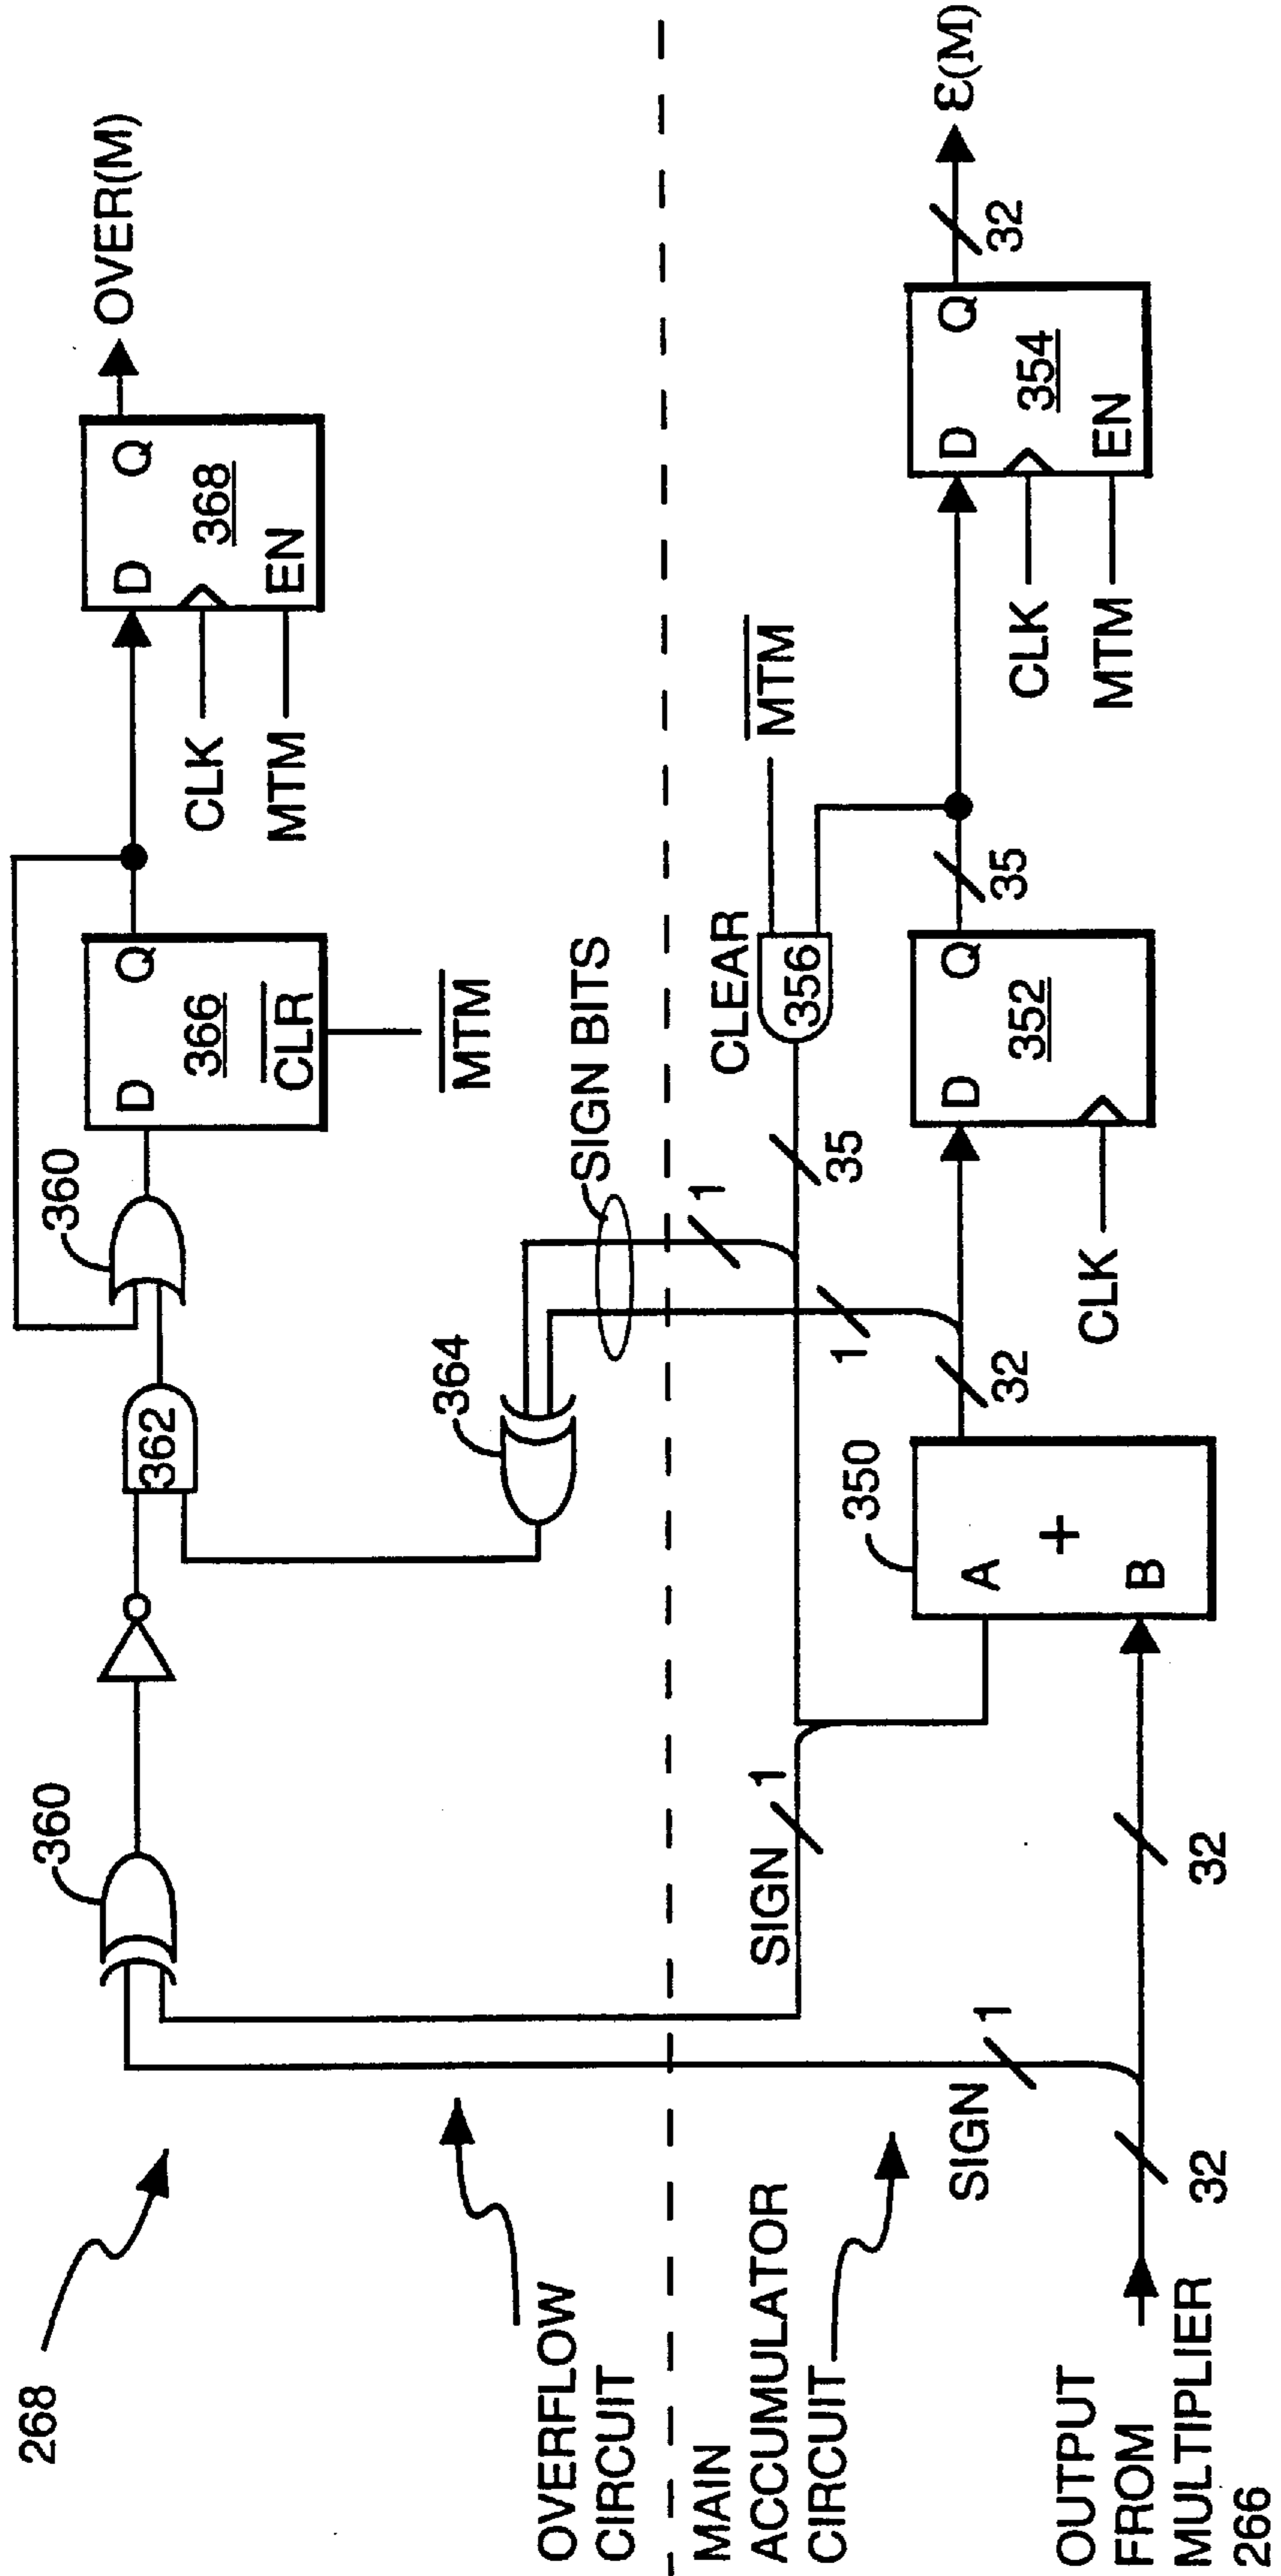 268
360
360
OVER(M)
D
Q
366
CLR
MTM
D
Q
368
EN
CLK
MTM
362
364
SIGN BITS
OVERFLOW
CIRCUIT
MAIN
ACCUMULATOR
CIRCUIT
SIGN
1
1
1
CLEAR
356
MTM
35
SIGN
1
350
A
+
B
32
D
Q
352
CLK
35
D
Q
354
EN
CLK
MTM
32
ε(M)
OUTPUT
FROM
MULTIPLIER
266
32
32